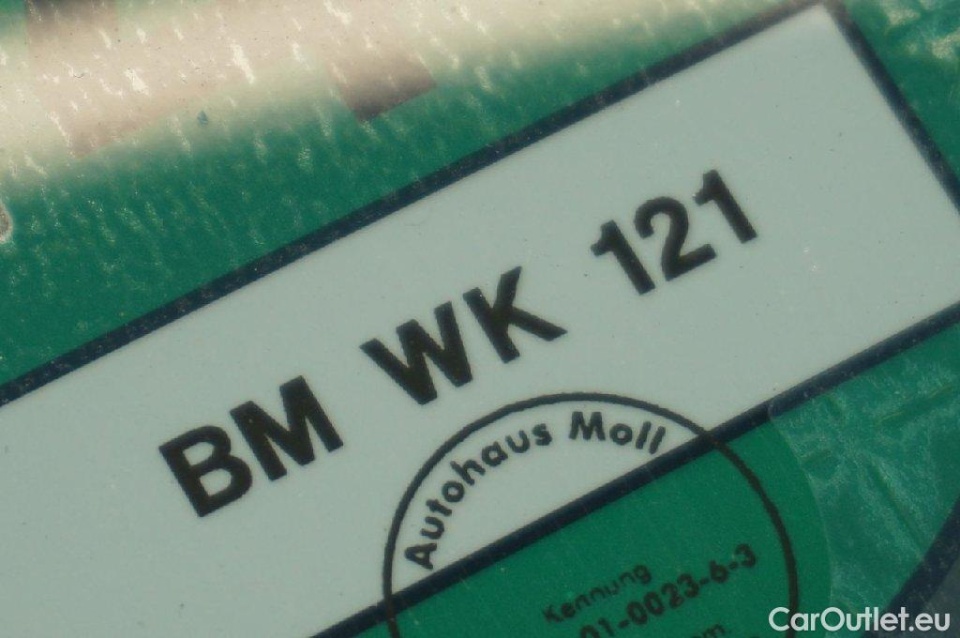 BM WK 121
Autohaus Moll
Kennung
01-0023-6-3
CarOutlet.eu